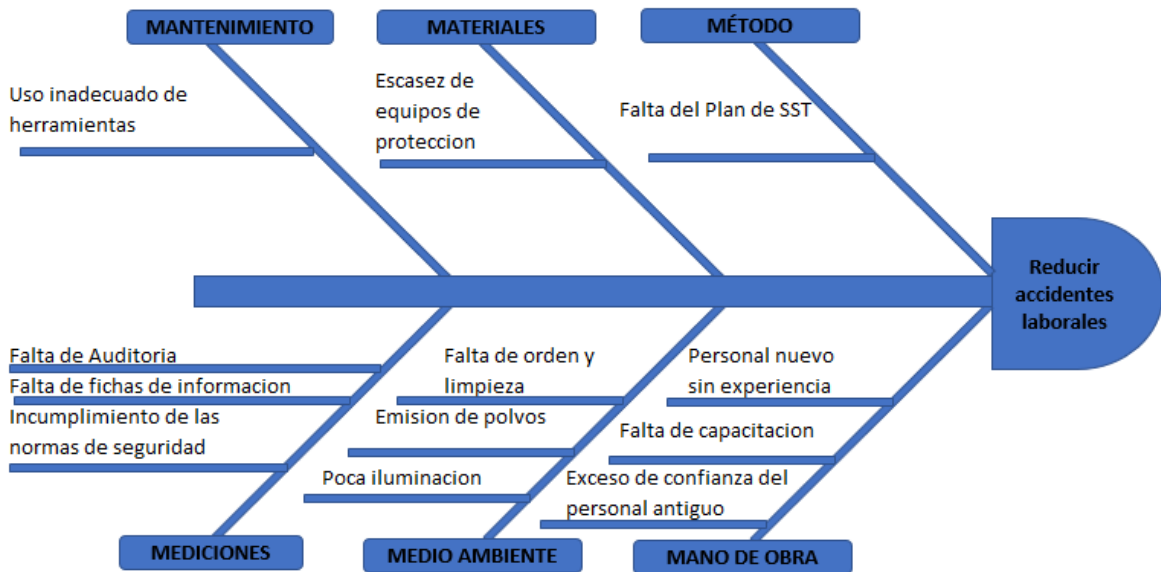 MANTENIMIENTO
MATERIALES
MÉTODO
Uso inadecuado de
herramientas
Escasez de
equipos de
proteccion
Falta del Plan de SST
Reducir
accidentes
laborales
Falta de Auditoria
Falta de fichas de informacion
Incumplimiento de las
normas de seguridad
Falta de orden y
limpieza
Emision de polvos
Poca iluminacion
Personal nuevo
sin experiencia
Falta de capacitacion
Exceso de confianza del
personal antiguo
MEDICIONES
MEDIO AMBIENTE
MANO DE OBRA